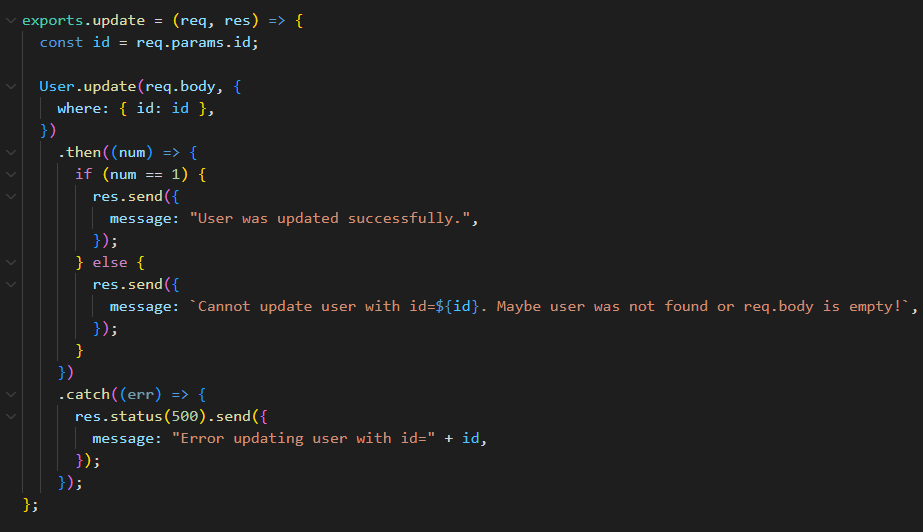 exports.update = (req, res) => {
  const id = req.params.id;

  User.update(req.body, {
    where: { id: id },
  })
    .then((num) => {
      if (num == 1) {
        res.send({
          message: "User was updated successfully.",
        });
      } else {
        res.send({
          message: `Cannot update user with id=${id}. Maybe user was not found or req.body is empty!`,
        });
      }
    })
    .catch((err) => {
      res.status(500).send({
        message: "Error updating user with id=" + id,
      });
    });
};